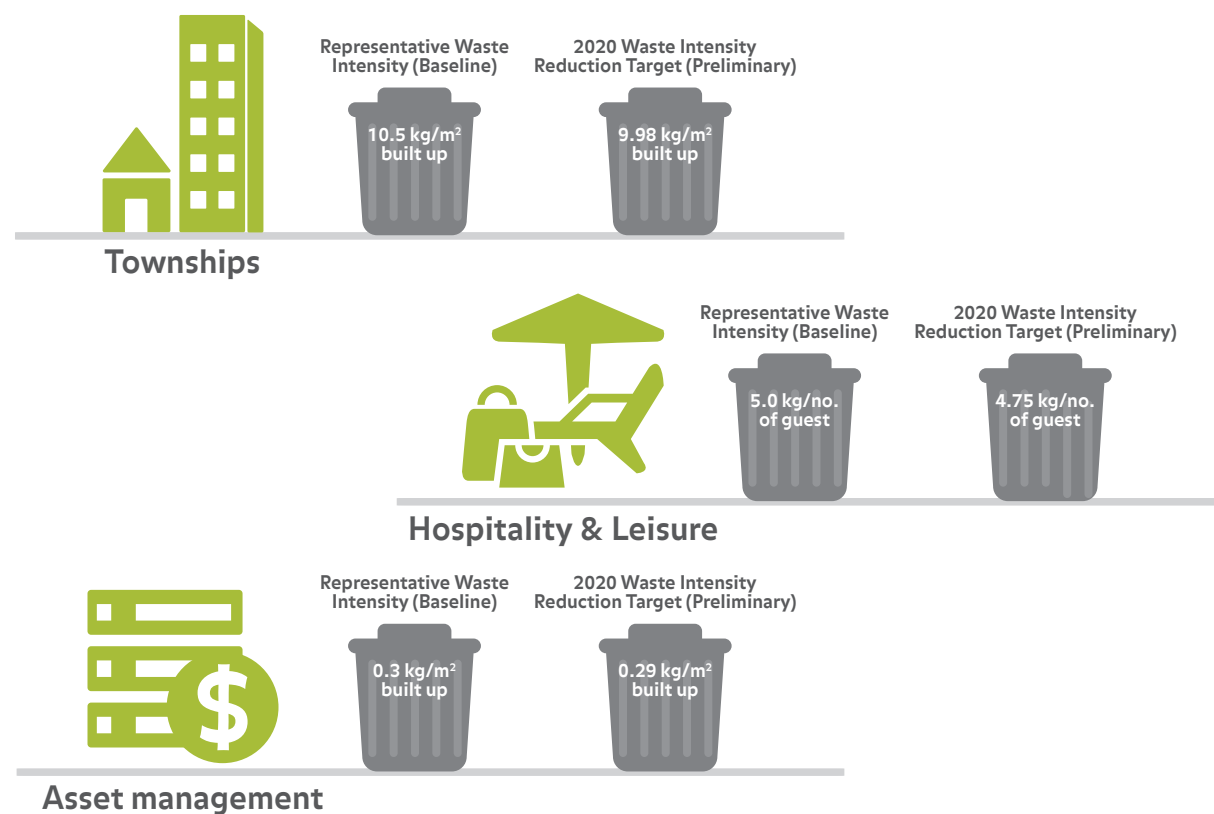 Representative Waste
Intensity (Baseline)
2020 Waste Intensity
Reduction Target (Preliminary)
10.5 kg/m²
built up
9.98 kg/m²
built up
Townships
Representative Waste
Intensity (Baseline)
2020 Waste Intensity
Reduction Target (Preliminary)
5.0 kg/no.
of guest
4.75 kg/no.
of guest
Hospitality & Leisure
Representative Waste
Intensity (Baseline)
2020 Waste Intensity
Reduction Target (Preliminary)
0.3 kg/m²
built up
0.29 kg/m²
built up
$
Asset management